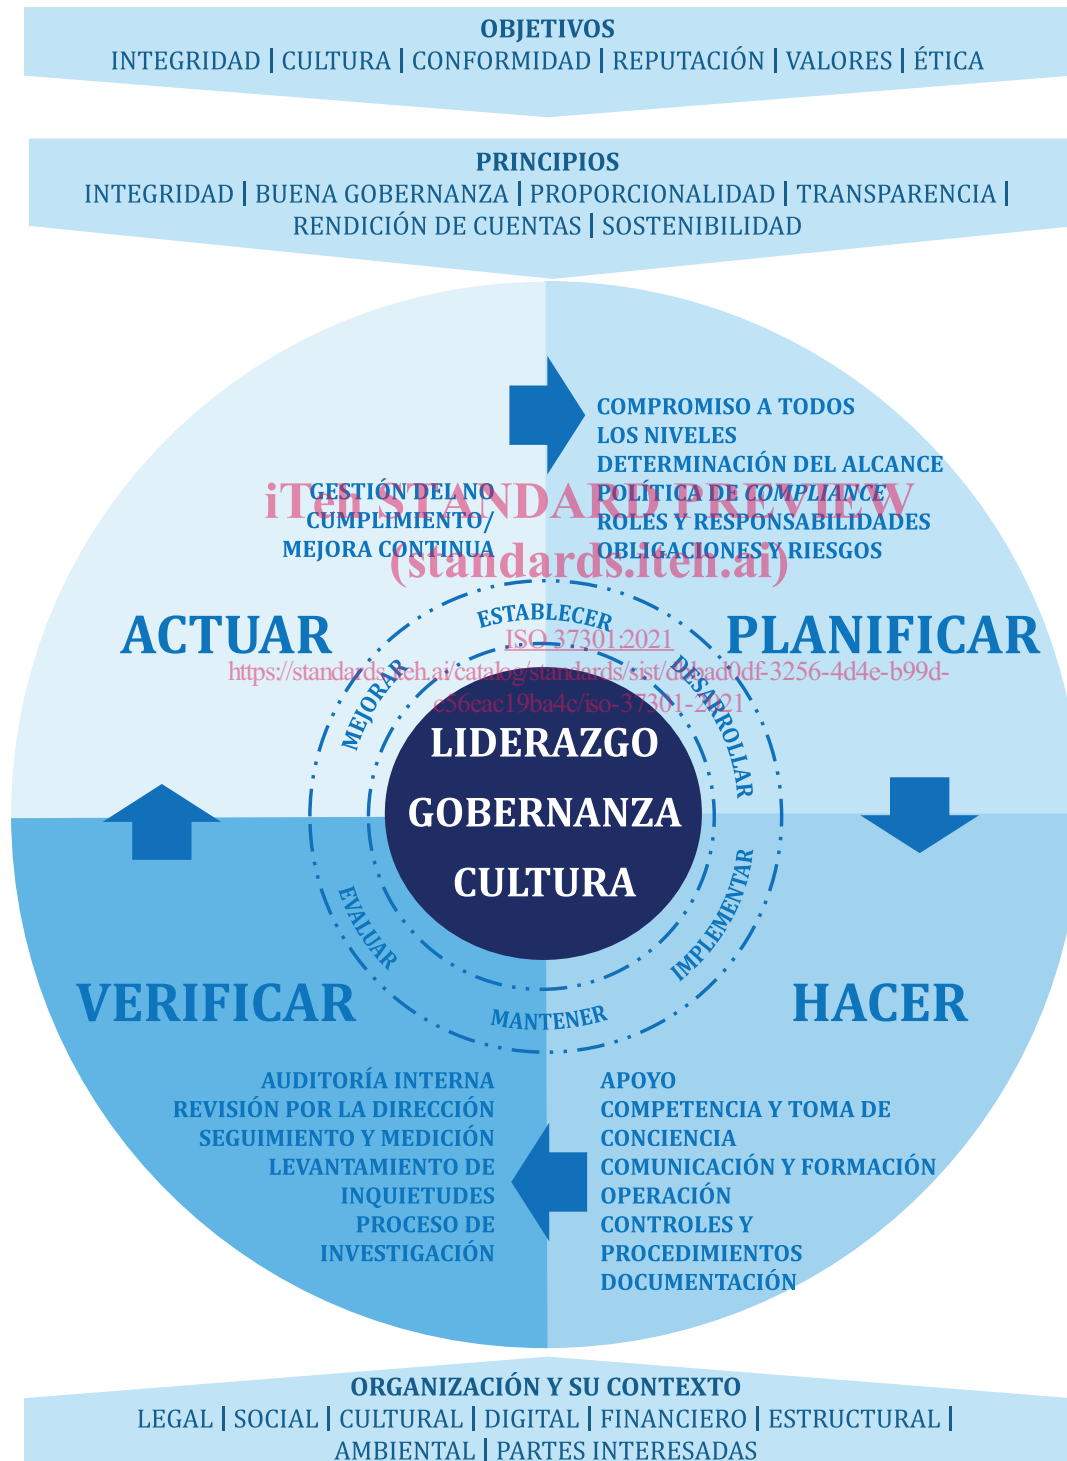 OBJETIVOS
INTEGRIDAD | CULTURA | CONFORMIDAD | REPUTACIÓN | VALORES | ÉTICA
PRINCIPIOS
INTEGRIDAD | BUENA GOBERNANZA | PROPORCIONALIDAD | TRANSPARENCIA |
RENDICIÓN DE CUENTAS | SOSTENIBILIDAD
COMPROMISO A TODOS
LOS NIVELES
DETERMINACIÓN DEL ALCANCE
POLÍTICA DE COMPLIANCE
ROLES Y RESPONSABILIDADES
OBLIGACIONES Y RIESGOS
GESTIÓN DEL NO
CUMPLIMIENTO/
MEJORA CONTINUA
iTeh STANDARD PREVIEW
(standards.iteh.ai)
ISO 37301:2021
https://standards.iteh.ai/catalog/standards/sist/
-3256-4d4e-b99d-
c56eac19ba4c/iso-37301-2021
ACTUAR
PLANIFICAR
ESTABLECER
DESARROLLAR
IMPLEMENTAR
MANTENER
EVALUAR
MEJORAR
LIDERAZGO
GOBERNANZA
CULTURA
VERIFICAR
HACER
AUDITORÍA INTERNA
REVISIÓN POR LA DIRECCIÓN
SEGUIMIENTO Y MEDICIÓN
LEVANTAMIENTO DE
INQUIETUDES
PROCESO DE
INVESTIGACIÓN
APOYO
COMPETENCIA Y TOMA DE
CONCIENCIA
COMUNICACIÓN Y FORMACIÓN
OPERACIÓN
CONTROLES Y
PROCEDIMIENTOS
DOCUMENTACIÓN
ORGANIZACIÓN Y SU CONTEXTO
LEGAL | SOCIAL | CULTURAL | DIGITAL | FINANCIERO | ESTRUCTURAL |
AMBIENTAL | PARTES INTERESADAS